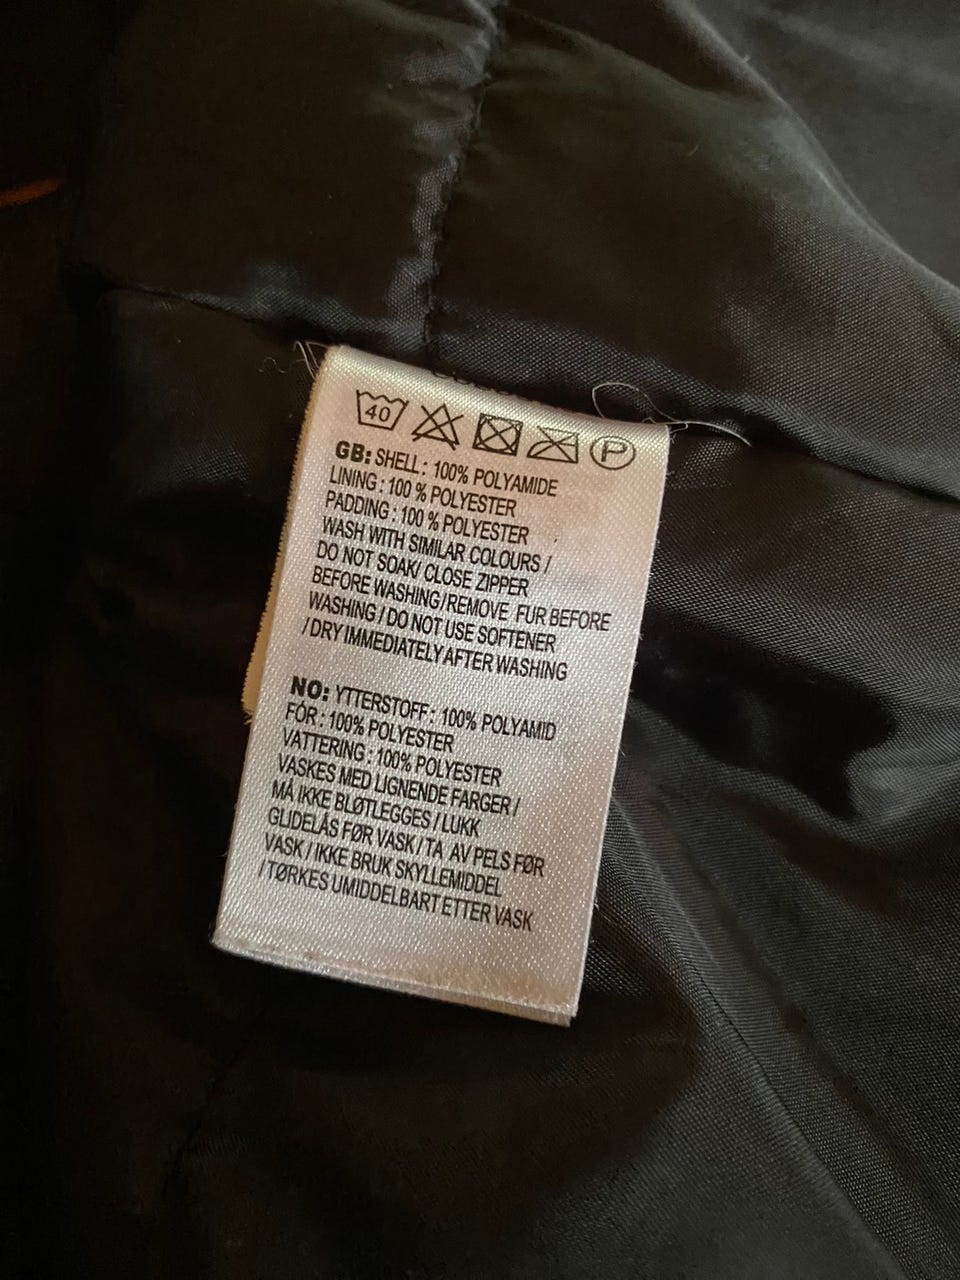 40 P
GB: SHELL : 100% POLYAMIDE
LINING : 100 % POLYESTER
PADDING : 100 % POLYESTER
WASH WITH SIMILAR COLOURS /
DO NOT SOAK/ CLOSE ZIPPER
BEFORE WASHING/REMOVE FUR BEFORE
WASHING / DO NOT USE SOFTENER
/ DRY IMMEDIATELY AFTER WASHING
NO: YTTERSTOFF : 100% POLYAMID
FÓR : 100% POLYESTER
VATTERING : 100% POLYESTER
VASKES MED LIGNENDE FARGER /
MÅ IKKE BLØTLEGGES / LUKK
GLIDELÅS FØR VASK / TA AV PELS FØR
VASK / IKKE BRUK SKYLLEMIDDEL
/ TØRKES UMIDDELBART ETTER VASK